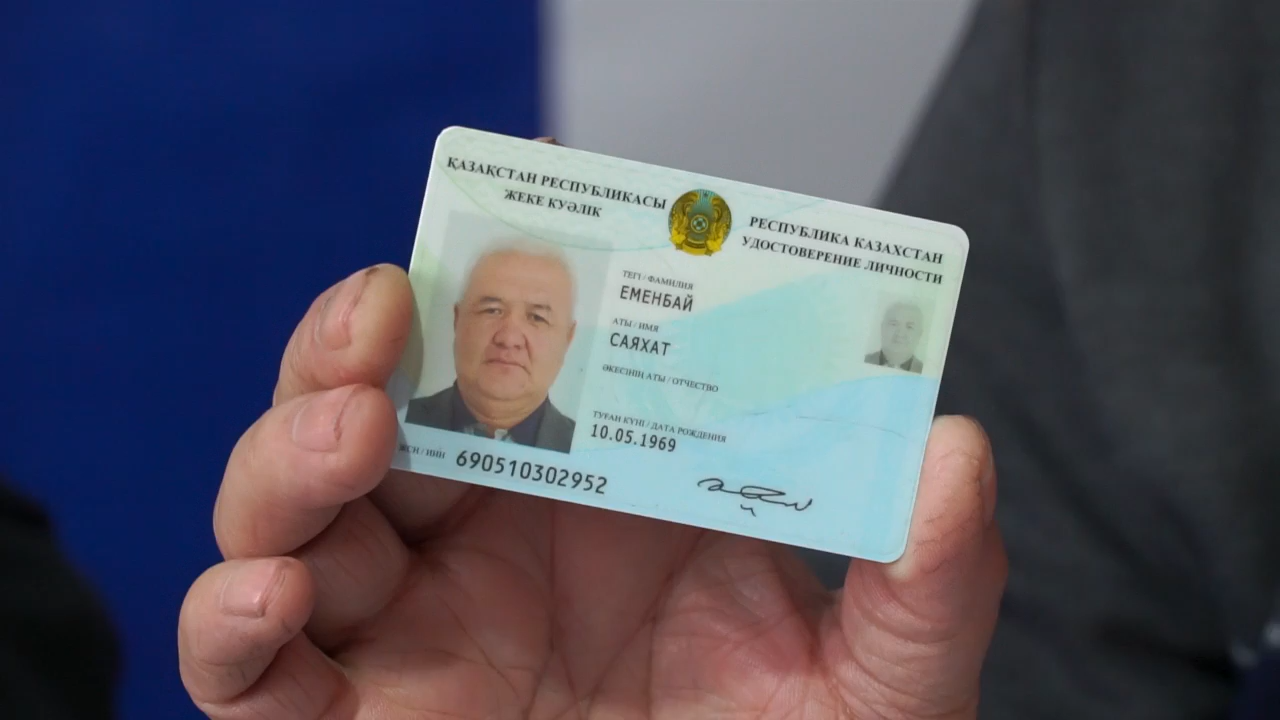 ҚАЗАҚСТАН РЕСПУБЛИКАСЫ
ЖЕКЕ КУӘЛІК
РЕСПУБЛИКА КАЗАХСТАН
УДОСТОВЕРЕНИЕ ЛИЧНОСТИ
ТЕГІ / ФАМИЛИЯ
ЕМЕНБАЙ
АТЫ / ИМЯ
САЯХАТ
ӘКЕСІНІҢ АТЫ / ОТЧЕСТВО
ТУҒАН КҮНІ / ДАТА РОЖДЕНИЯ
10.05.1969
ЖСН / ИИН 690510302952